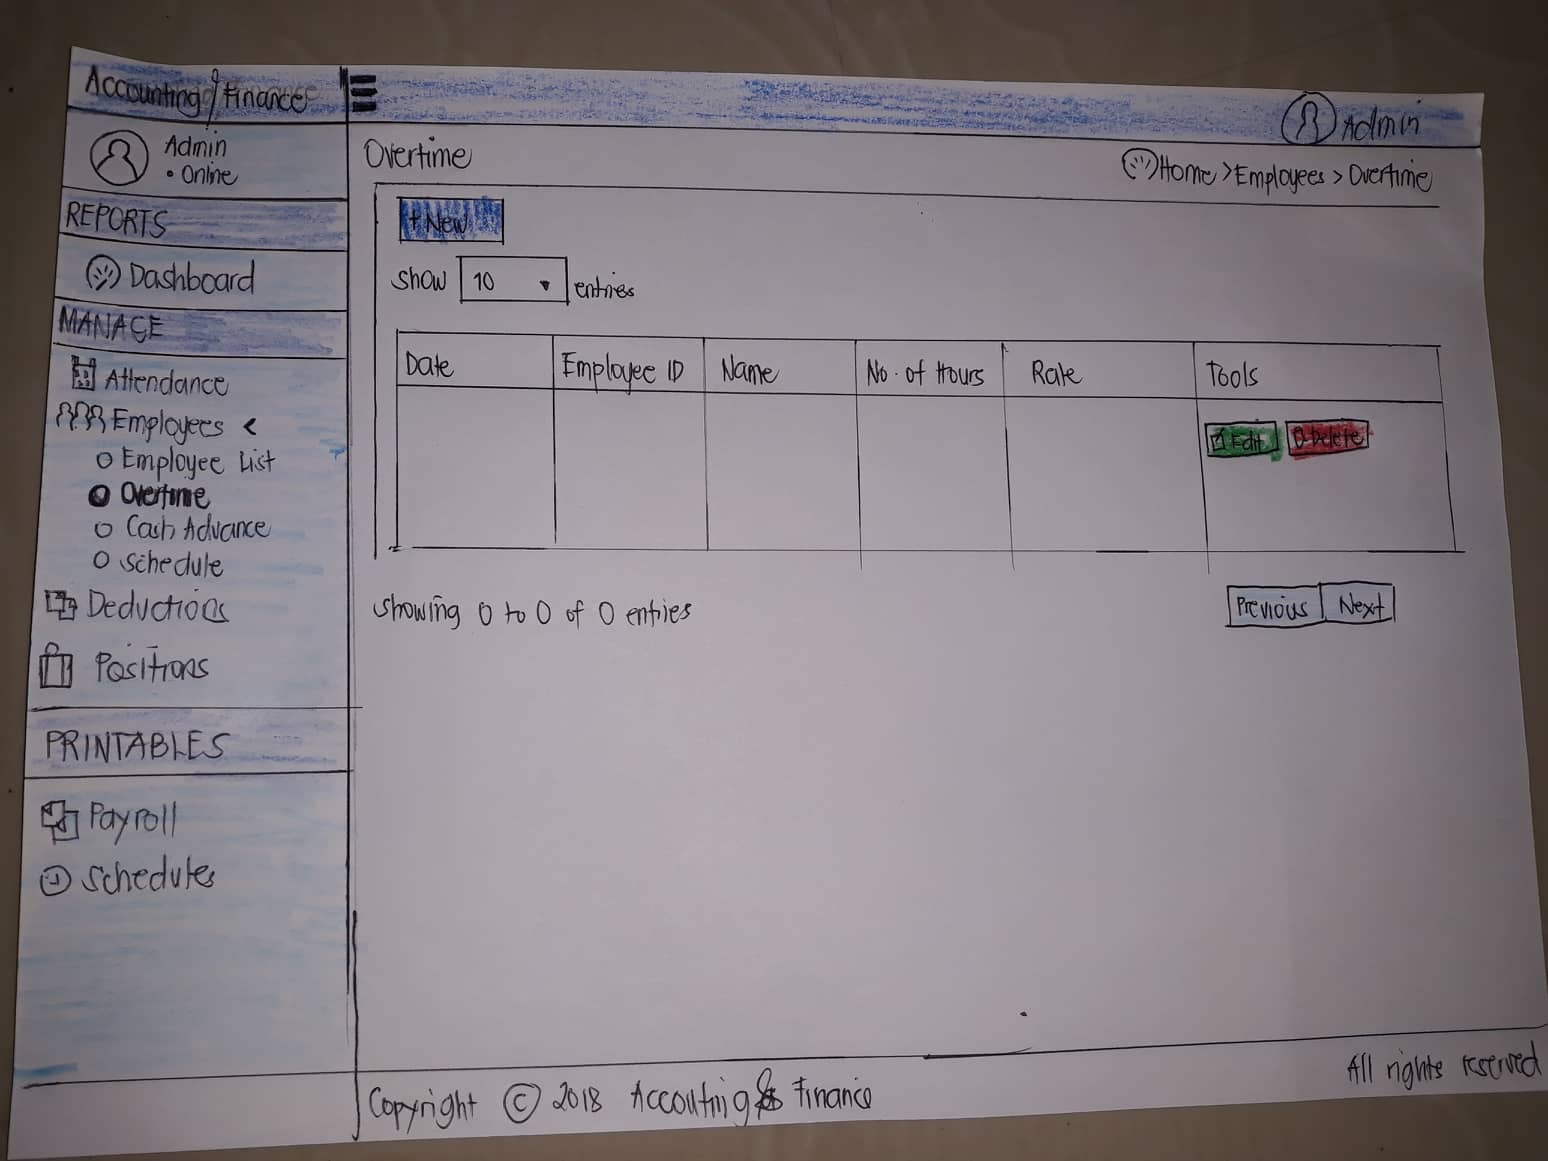 Accounting & Finance
Admin
Admin
• Online
Overtime
Home > Employees > Overtime
REPORTS
+ New
Dashboard
show 10 entries
MANAGE
Date Employee ID Name No. of Hours Rate Tools
Attendance
Employees <
Edit Delete
Employee List
Overtime
Cash Advance
Schedule
Deductions
showing 0 to 0 of 0 entries
Previous Next
Positions
PRINTABLES
Payroll
Schedules
Copyright © 2018 Accoutning & Finance
All rights reserved